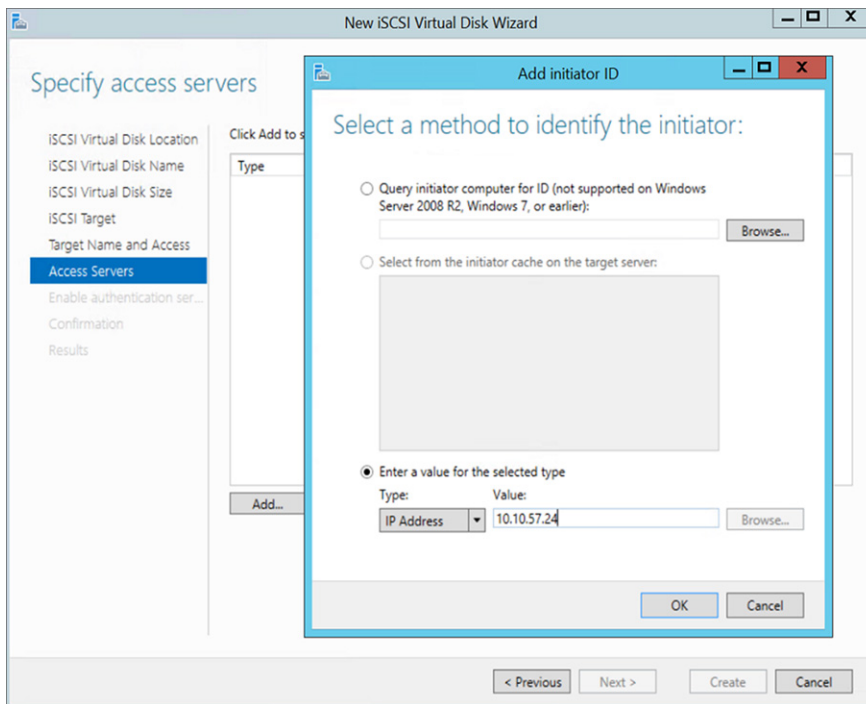 New iSCSI Virtual Disk Wizard
Specify access servers
iSCSI Virtual Disk Location
iSCSI Virtual Disk Name
iSCSI Virtual Disk Size
iSCSI Target
Target Name and Access
Access Servers
Enable authentication ser...
Confirmation
Results
Click Add to s
Type
Add...
Add initiator ID
Select a method to identify the initiator:
Query initiator computer for ID (not supported on Windows
Server 2008 R2, Windows 7, or earlier):
Browse...
Select from the initiator cache on the target server:
Enter a value for the selected type
Type: Value:
IP Address 10.10.57.24 Browse...
OK Cancel
< Previous Next > Create Cancel